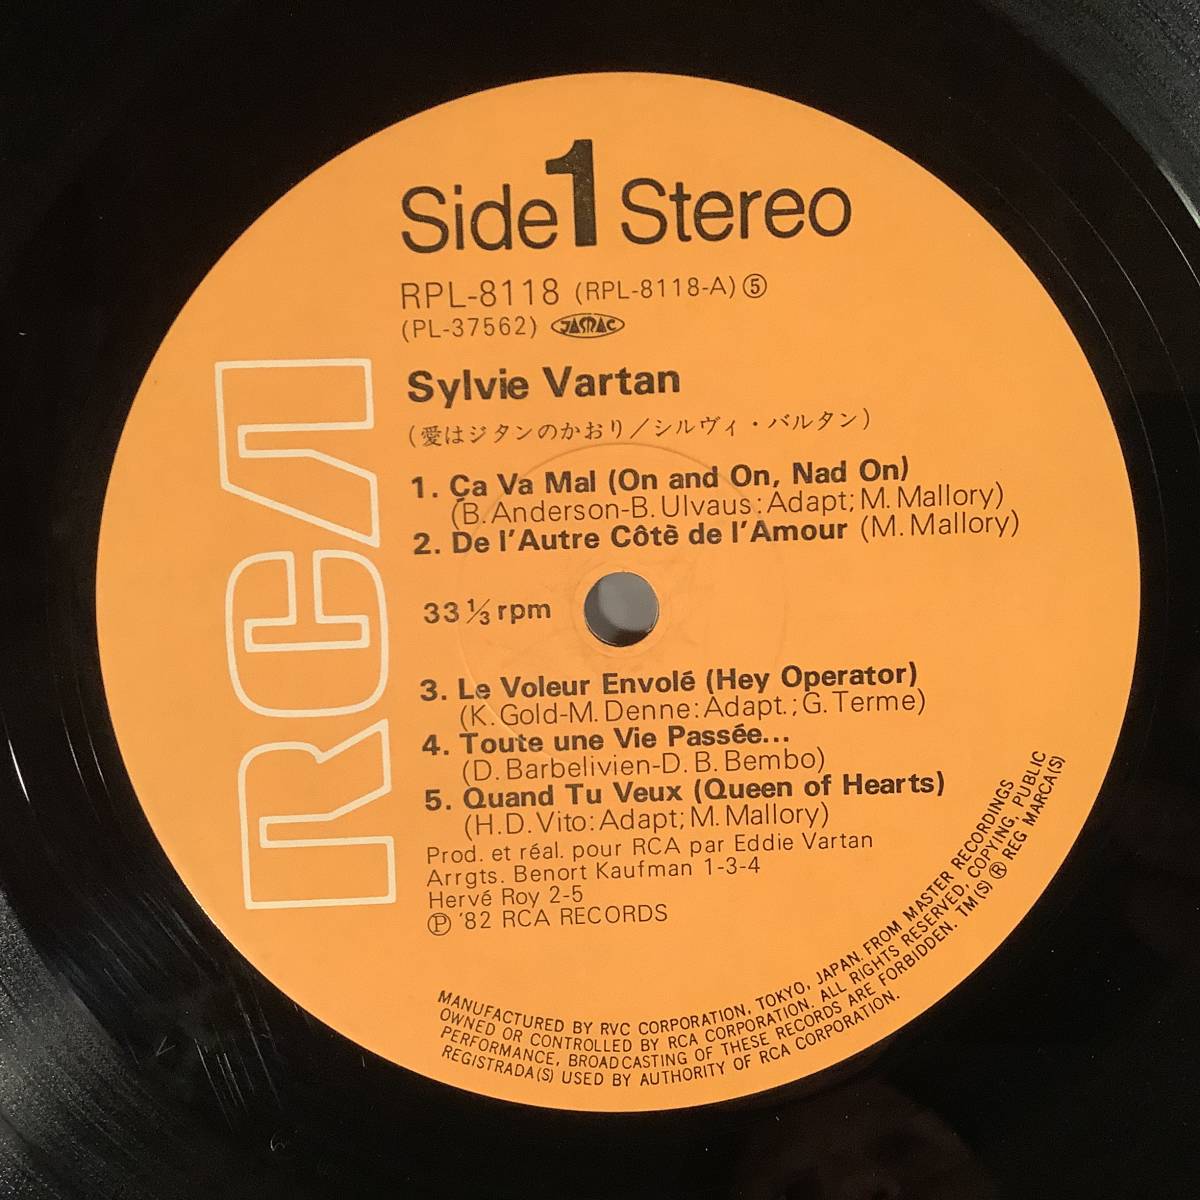 Side 1 Stereo
RPL-8118 (RPL-8118-A) ⑤
(PL-37562) JASRAC
Sylvie Vartan
(愛はジタンのかおり/シルヴィ・バルタン)
1. Ça Va Mal (On and On, Nad On)
(B. Anderson-B. Ulvaus: Adapt; M. Mallory)
2. De l'Autre Côtè de l'Amour (M. Mallory)
33 1/3 rpm
3. Le Voleur Envolé (Hey Operator)
(K. Gold-M. Denne: Adapt.; G. Terme)
4. Toute une Vie Passée...
(D. Barbelivien-D. B. Bembo)
5. Quand Tu Veux (Queen of Hearts)
(H. D. Vito: Adapt; M. Mallory)
Prod. et réal. pour RCA par Eddie Vartan
Arrgts. Benort Kaufman 1-3-4
Hervé Roy 2-5
Ⓟ '82 RCA RECORDS
RCA
MANUFACTURED BY RVC CORPORATION, TOKYO, JAPAN. FROM MASTER RECORDINGS
OWNED OR CONTROLLED BY RCA CORPORATION. ALL RIGHTS RESERVED, COPYING, PUBLIC
PERFORMANCE, BROADCASTING OF THESE RECORDS ARE FORBIDDEN. TM(S) ® REG MARCA(S)
REGISTRADA(S) USED BY AUTHORITY OF RCA CORPORATION.